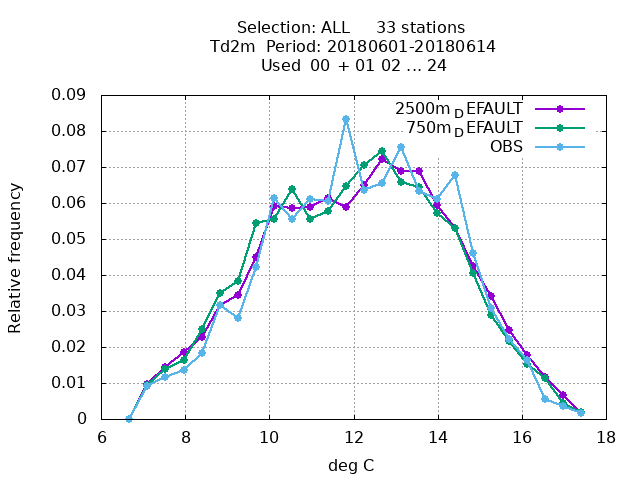 Selection: ALL 33 stations
Td2m Period: 20180601-20180614
Used 00 + 01 02 ... 24
0.09
0.08
0.07
0.06
0.05
0.04
0.03
0.02
0.01
0
Relative frequency
2500m_DEFAULT
750m_DEFAULT
OBS
6 8 10 12 14 16 18
deg C